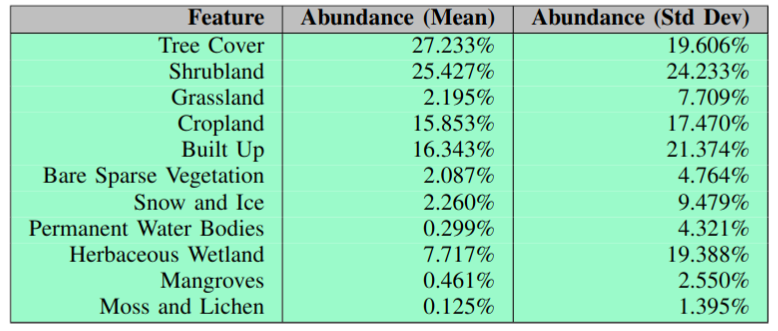 Feature Abundance (Mean) Abundance (Std Dev)
Tree Cover 27.233% 19.606%
Shrubland 25.427% 24.233%
Grassland 2.195% 7.709%
Cropland 15.853% 17.470%
Built Up 16.343% 21.374%
Bare Sparse Vegetation 2.087% 4.764%
Snow and Ice 2.260% 9.479%
Permanent Water Bodies 0.299% 4.321%
Herbaceous Wetland 7.717% 19.388%
Mangroves 0.461% 2.550%
Moss and Lichen 0.125% 1.395%